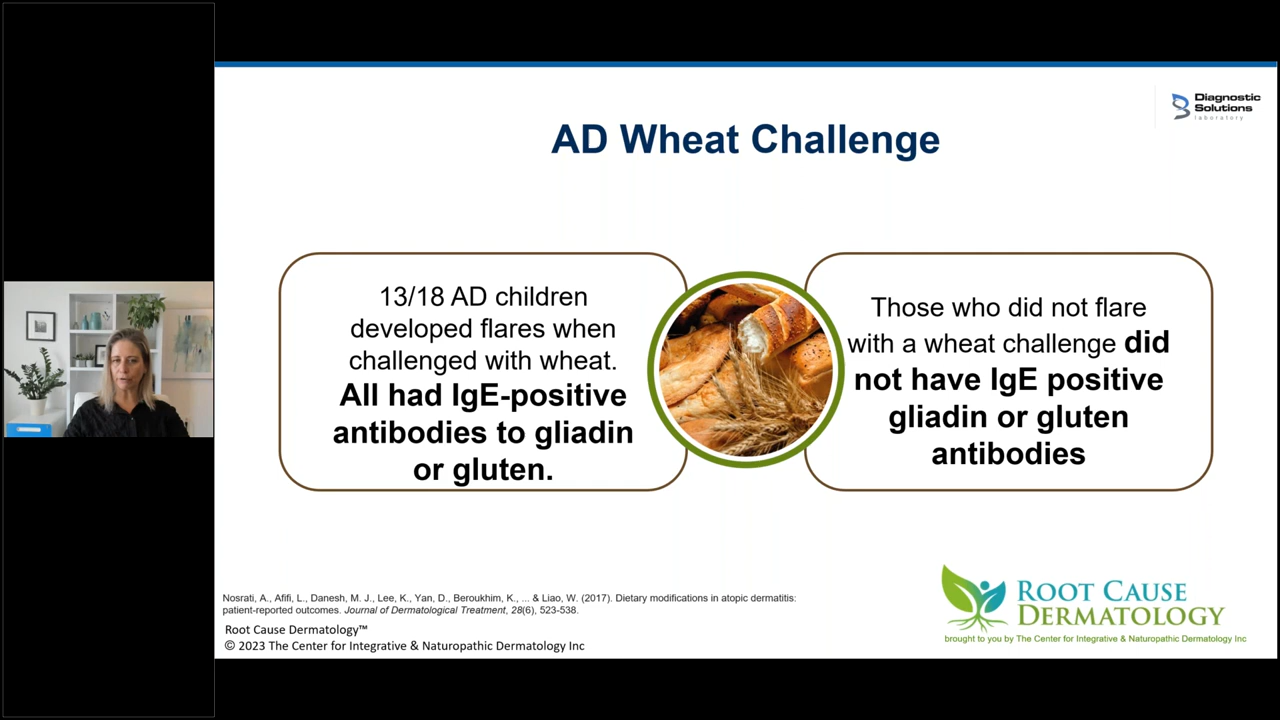 Diagnostic
Solutions
laboratory
AD Wheat Challenge
13/18 AD children
developed flares when
challenged with wheat.
All had IgE-positive
antibodies to gliadin
or gluten.
Those who did not flare
with a wheat challenge did
not have IgE positive
gliadin or gluten
antibodies
Nosrati, A., Afifi, L., Danesh, M. J., Lee, K., Yan, D., Beroukhim, K., ... & Liao, W. (2017). Dietary modifications in atopic dermatitis:
patient-reported outcomes. Journal of Dermatological Treatment, 28(6), 523-538.
Root Cause Dermatology™
© 2023 The Center for Integrative & Naturopathic Dermatology Inc
ROOT CAUSE
DERMATOLOGY
brought to you by The Center for Integrative & Naturopathic Dermatology Inc